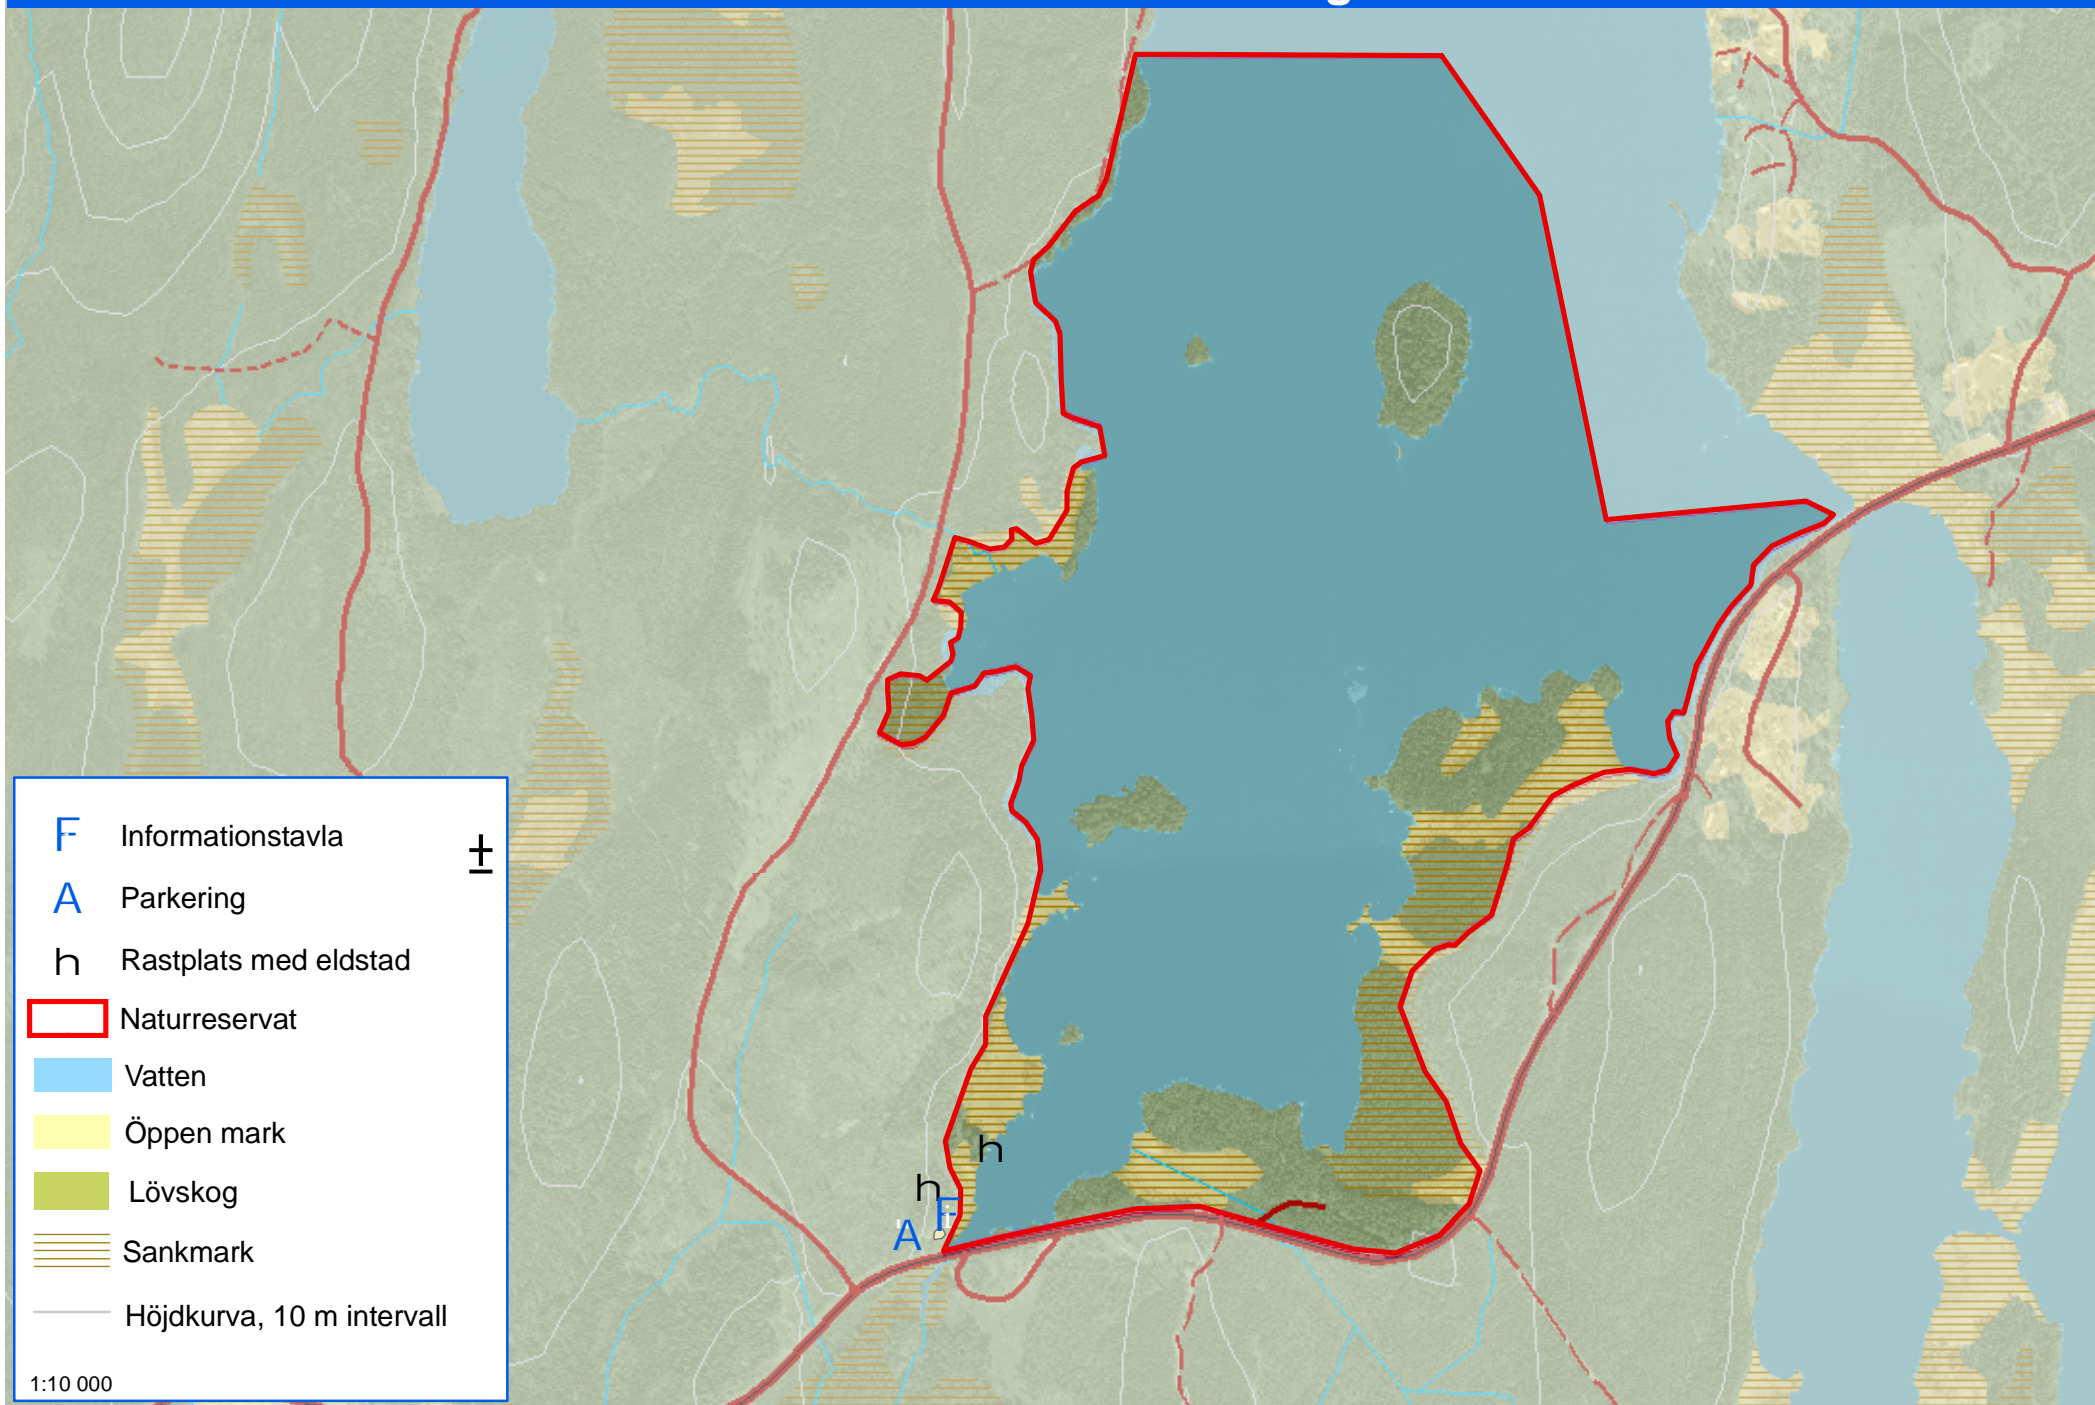 F Informationstavla
±
A Parkering
h Rastplats med eldstad
Naturreservat
Vatten
Öppen mark
Lövskog
Sankmark
Höjdkurva, 10 m intervall
1:10 000
h
h
F
A